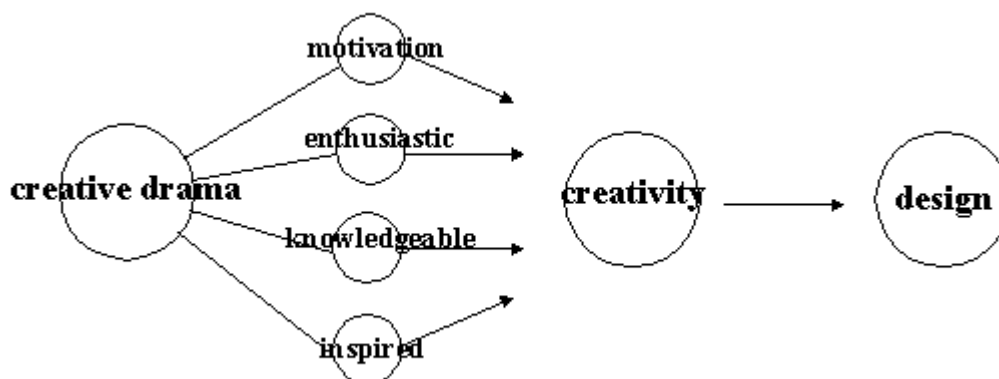 motivation
enthusiastic
creative drama
creativity
design
knowledgeable
inspired